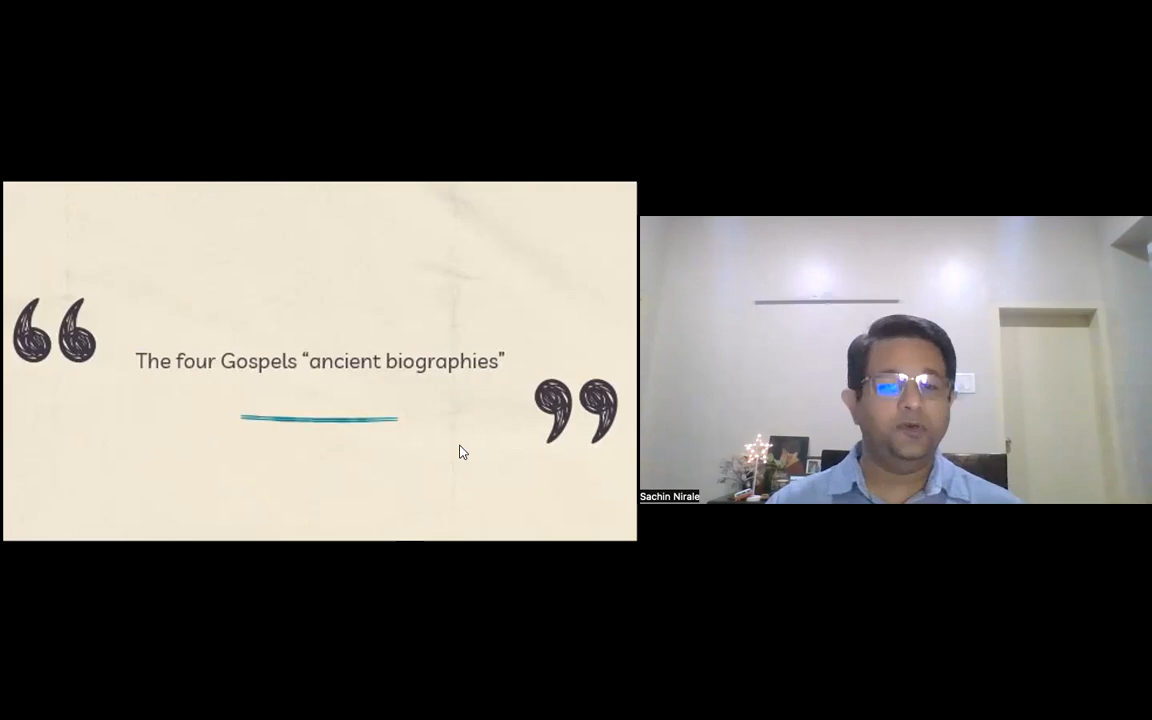 The four Gospels “ancient biographies”
Sachin Nirale